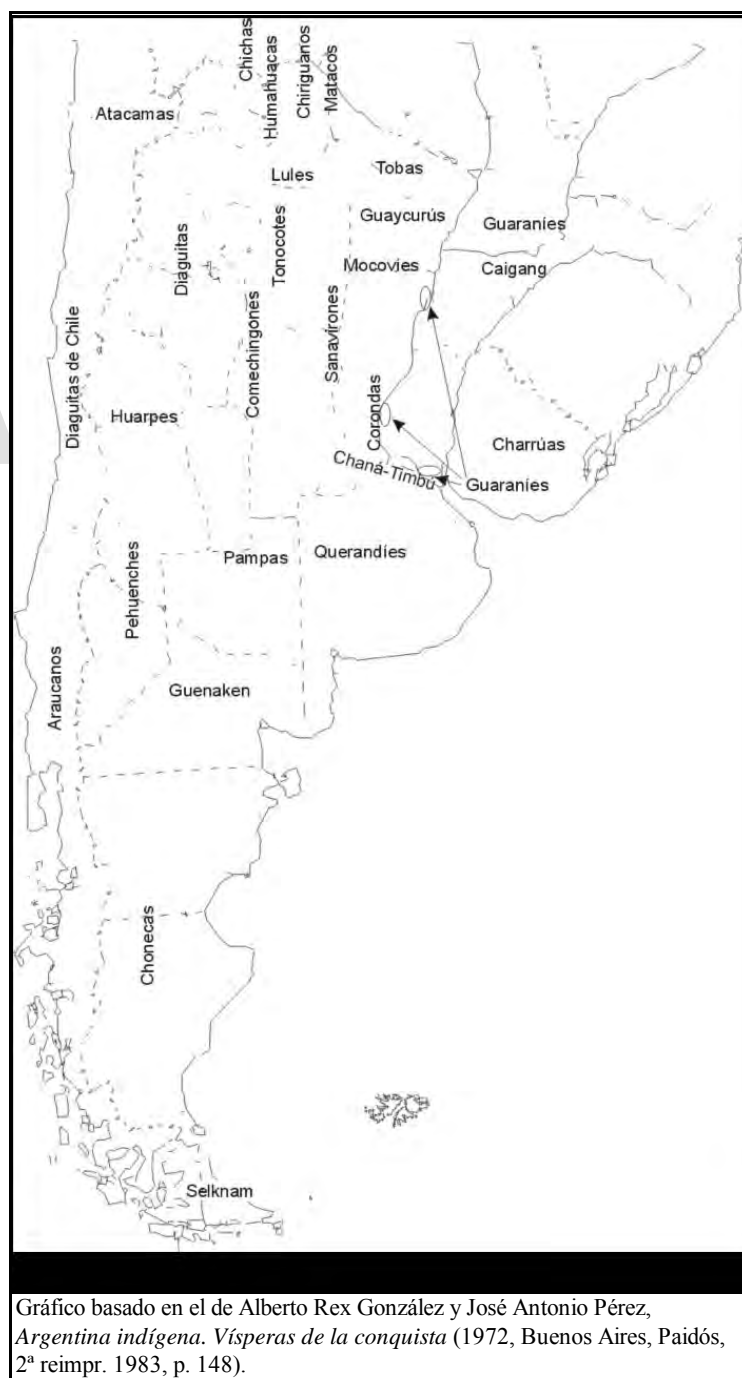 Chichas
Humahuacas
Chiriguanos
Matacos
Atacamas
Tobas
Lules
Guaycurús
Guaraníes
Diaguitas
Tonocotes
Mocovíes
Caigang
Diaguitas de Chile
Comechingones
Sanavirones
Huarpes
Corondas
Charrúas
Chaná-Timbú
Guaraníes
Pampas
Querandíes
Pehuenches
Araucanos
Guenaken
Chonecas
Selknam
Gráfico basado en el de Alberto Rex González y José Antonio Pérez,
Argentina indígena. Vísperas de la conquista (1972, Buenos Aires, Paidós,
2ª reimpr. 1983, p. 148).